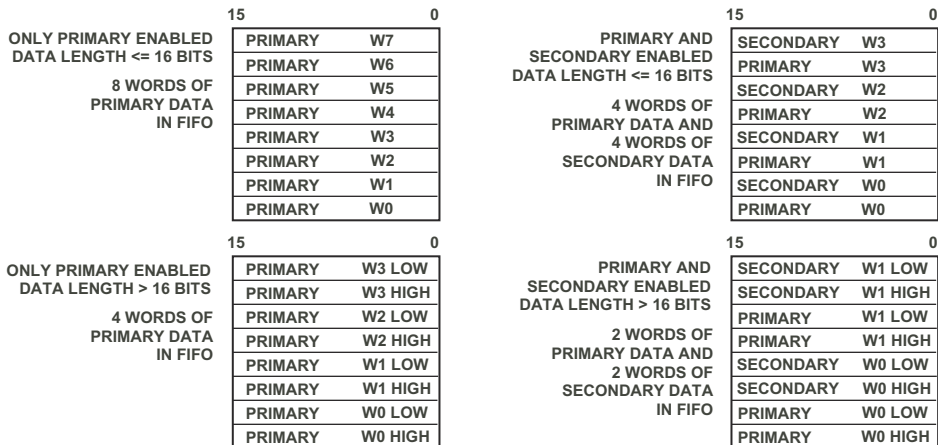 15 0
ONLY PRIMARY ENABLED
DATA LENGTH <= 16 BITS
8 WORDS OF
PRIMARY DATA
IN FIFO
PRIMARY W7
PRIMARY W6
PRIMARY W5
PRIMARY W4
PRIMARY W3
PRIMARY W2
PRIMARY W1
PRIMARY W0
15 0
PRIMARY AND
SECONDARY ENABLED
DATA LENGTH <= 16 BITS
4 WORDS OF
PRIMARY DATA AND
4 WORDS OF
SECONDARY DATA
IN FIFO
SECONDARY W3
PRIMARY W3
SECONDARY W2
PRIMARY W2
SECONDARY W1
PRIMARY W1
SECONDARY W0
PRIMARY W0
15 0
ONLY PRIMARY ENABLED
DATA LENGTH > 16 BITS
4 WORDS OF
PRIMARY DATA
IN FIFO
PRIMARY W3 LOW
PRIMARY W3 HIGH
PRIMARY W2 LOW
PRIMARY W2 HIGH
PRIMARY W1 LOW
PRIMARY W1 HIGH
PRIMARY W0 LOW
PRIMARY W0 HIGH
15 0
PRIMARY AND
SECONDARY ENABLED
DATA LENGTH > 16 BITS
2 WORDS OF
PRIMARY DATA AND
2 WORDS OF
SECONDARY DATA
IN FIFO
SECONDARY W1 LOW
SECONDARY W1 HIGH
PRIMARY W1 LOW
PRIMARY W1 HIGH
SECONDARY W0 LOW
SECONDARY W0 HIGH
PRIMARY W0 LOW
PRIMARY W0 HIGH